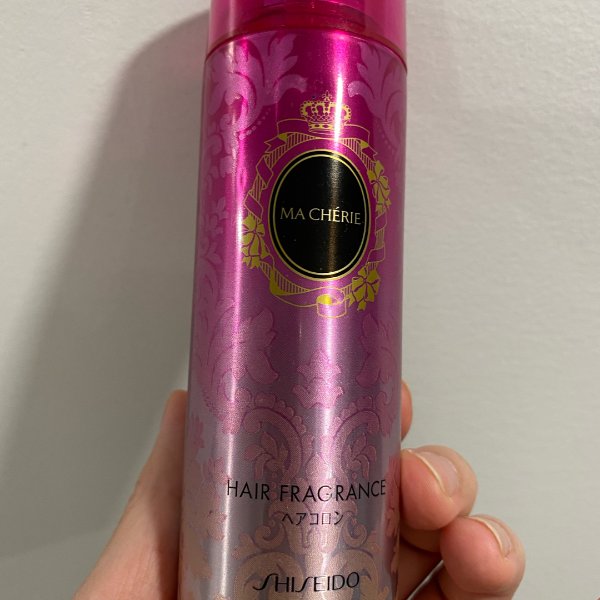 MA CHÉRIE
HAIR FRAGRANCE
ヘアコロン
SHISEIDO